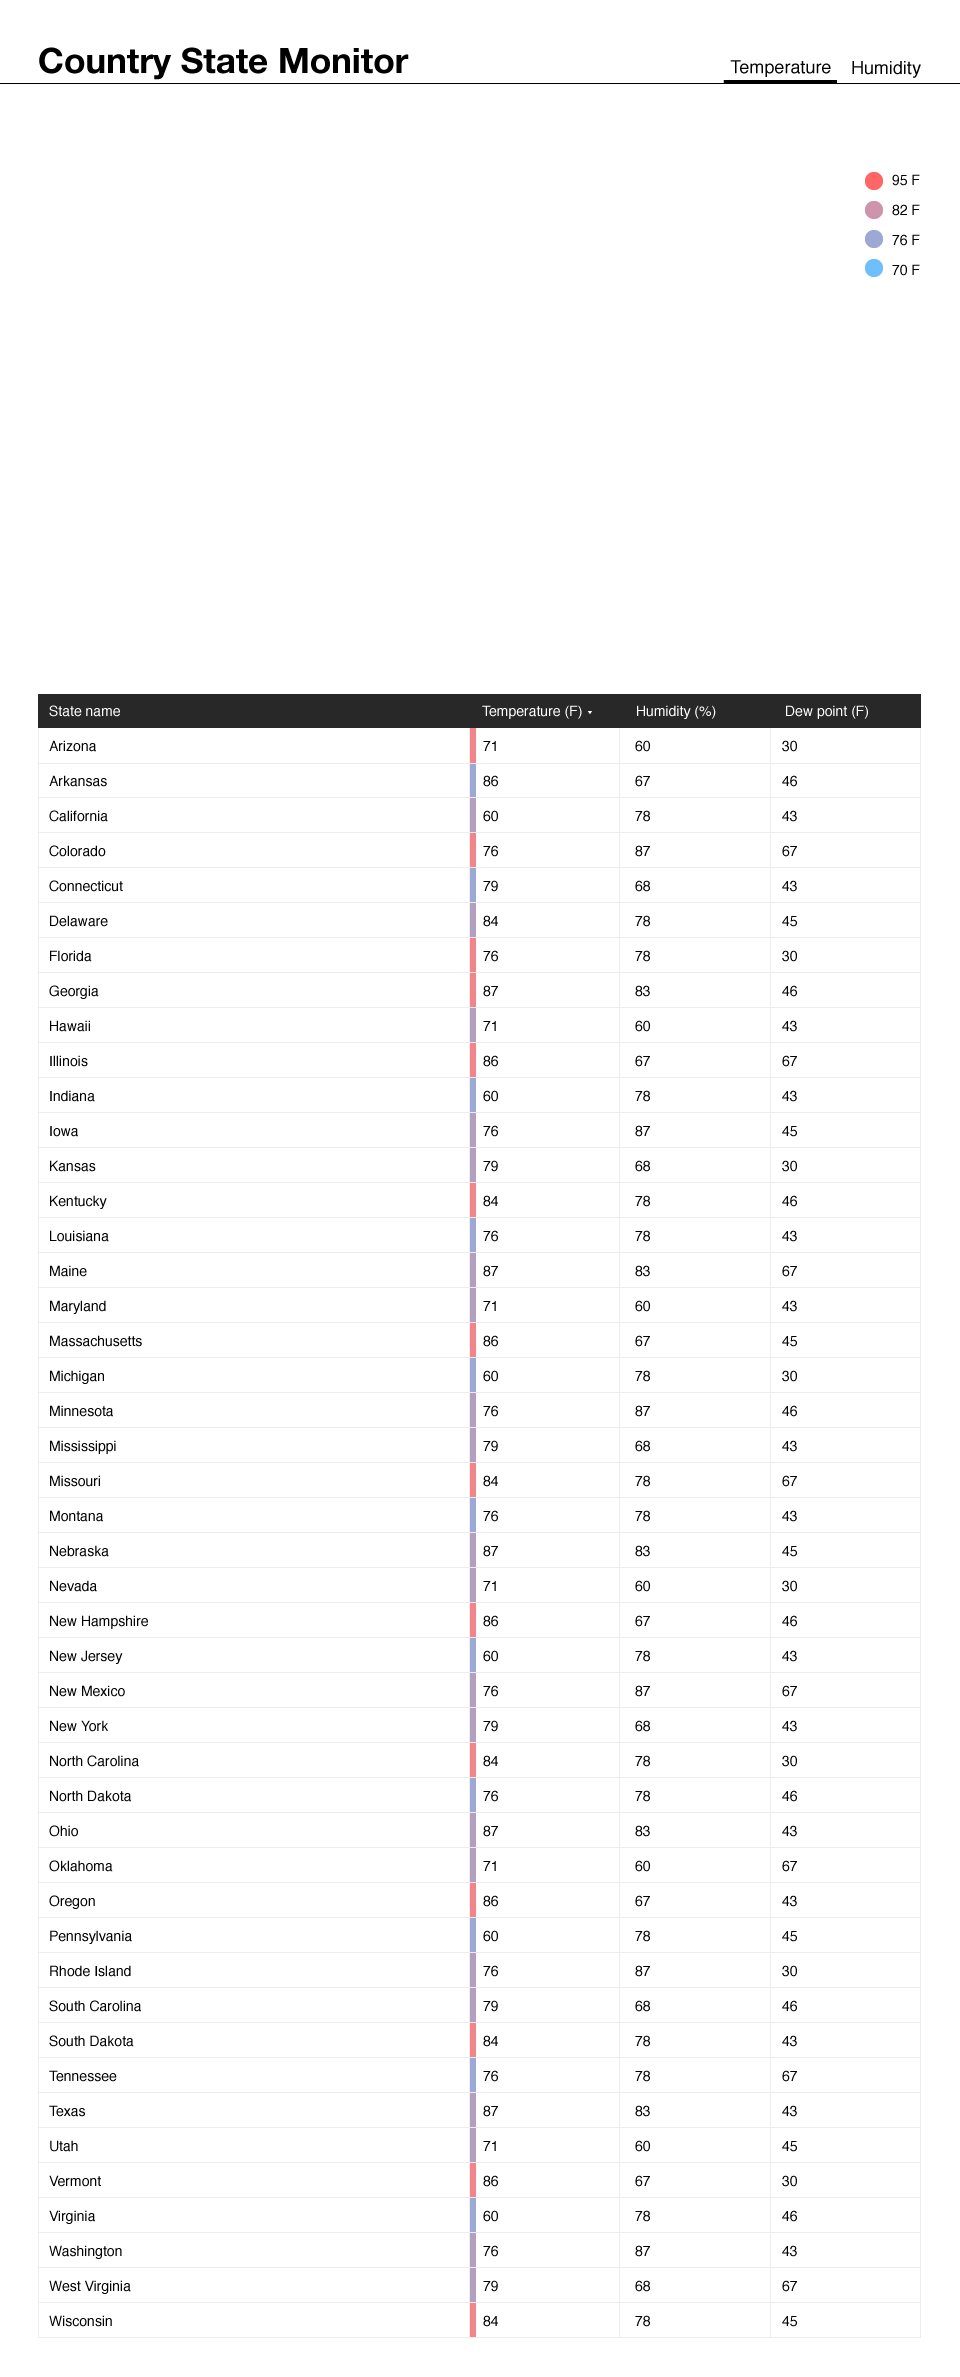 Country State Monitor
Temperature Humidity
95 F
82 F
76 F
70 F
State name Temperature (F) Humidity (%) Dew point (F)
Arizona 71 60 30
Arkansas 86 67 46
California 60 78 43
Colorado 76 87 67
Connecticut 79 68 43
Delaware 84 78 45
Florida 76 78 30
Georgia 87 83 46
Hawaii 71 60 43
Illinois 86 67 67
Indiana 60 78 43
Iowa 76 87 45
Kansas 79 68 30
Kentucky 84 78 46
Louisiana 76 78 43
Maine 87 83 67
Maryland 71 60 43
Massachusetts 86 67 45
Michigan 60 78 30
Minnesota 76 87 46
Mississippi 79 68 43
Missouri 84 78 67
Montana 76 78 43
Nebraska 87 83 45
Nevada 71 60 30
New Hampshire 86 67 46
New Jersey 60 78 43
New Mexico 76 87 67
New York 79 68 43
North Carolina 84 78 30
North Dakota 76 78 46
Ohio 87 83 43
Oklahoma 71 60 67
Oregon 86 67 43
Pennsylvania 60 78 45
Rhode Island 76 87 30
South Carolina 79 68 46
South Dakota 84 78 43
Tennessee 76 78 67
Texas 87 83 43
Utah 71 60 45
Vermont 86 67 30
Virginia 60 78 46
Washington 76 87 43
West Virginia 79 68 67
Wisconsin 84 78 45